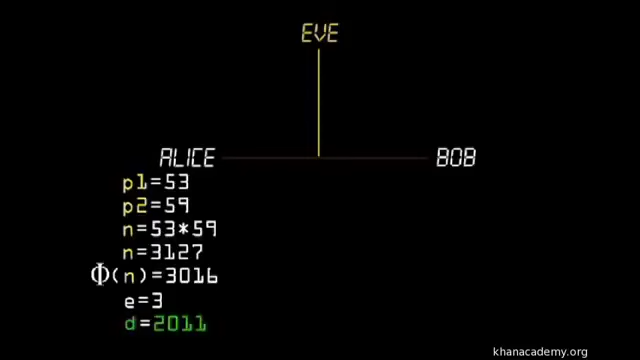 EVE
ALICE
BOB
p1=53
p2=59
n=53*59
n=3127
Φ(n)=3016
e=3
d=2011
khanacademy.org